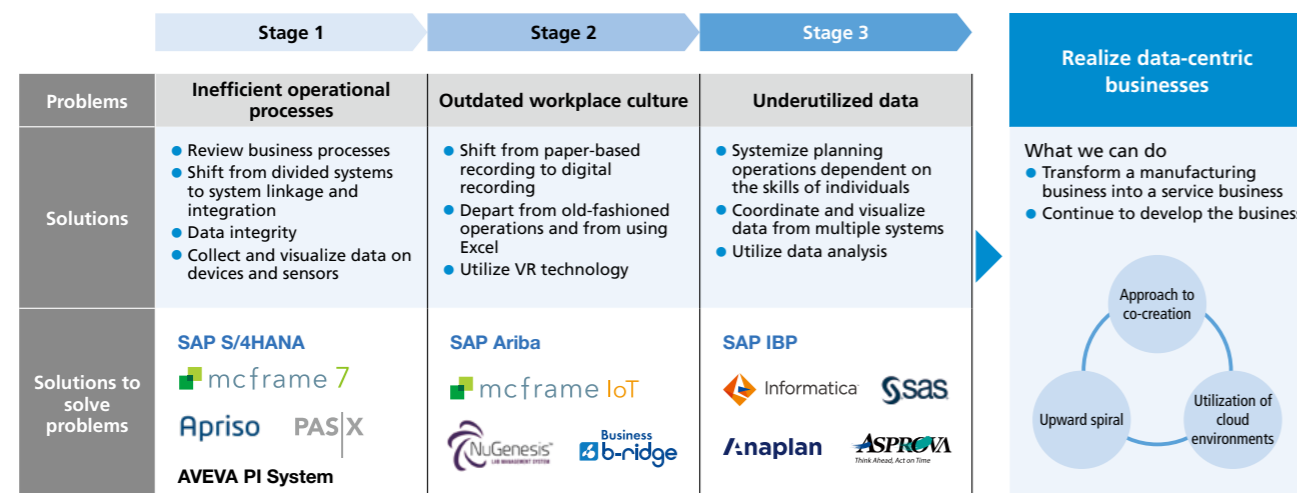 Stage 1
Stage 2
Stage 3
Problems
Inefficient operational
processes
Outdated workplace culture
Underutilized data
Solutions
● Review business processes
● Shift from divided systems
to system linkage and
integration
● Data integrity
● Collect and visualize data on
devices and sensors
● Shift from paper-based
recording to digital
recording
● Depart from old-fashioned
operations and from using
Excel
● Utilize VR technology
● Systemize planning
operations dependent on
the skills of individuals
● Coordinate and visualize
data from multiple systems
● Utilize data analysis
Solutions to
solve
problems
SAP S/4HANA
mcframe 7
Apriso
PAS|X
AVEVA PI System
SAP Ariba
mcframe IoT
NuGenesis™
LAB MANAGEMENT SYSTEM
Business
b-ridge
SAP IBP
Informatica
sas
Anaplan
ASPROVA
Think Ahead, Act on Time
Realize data-centric
businesses
What we can do
● Transform a manufacturing
business into a service business
● Continue to develop the business
Approach to
co-creation
Upward spiral
Utilization of
cloud
environments